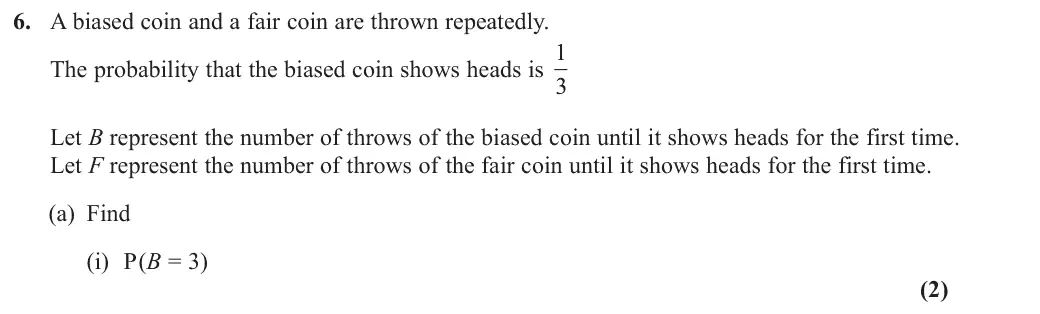 6. A biased coin and a fair coin are thrown repeatedly.
The probability that the biased coin shows heads is 1/3
Let B represent the number of throws of the biased coin until it shows heads for the first time.
Let F represent the number of throws of the fair coin until it shows heads for the first time.
(a) Find
(i) P(B = 3)
(2)